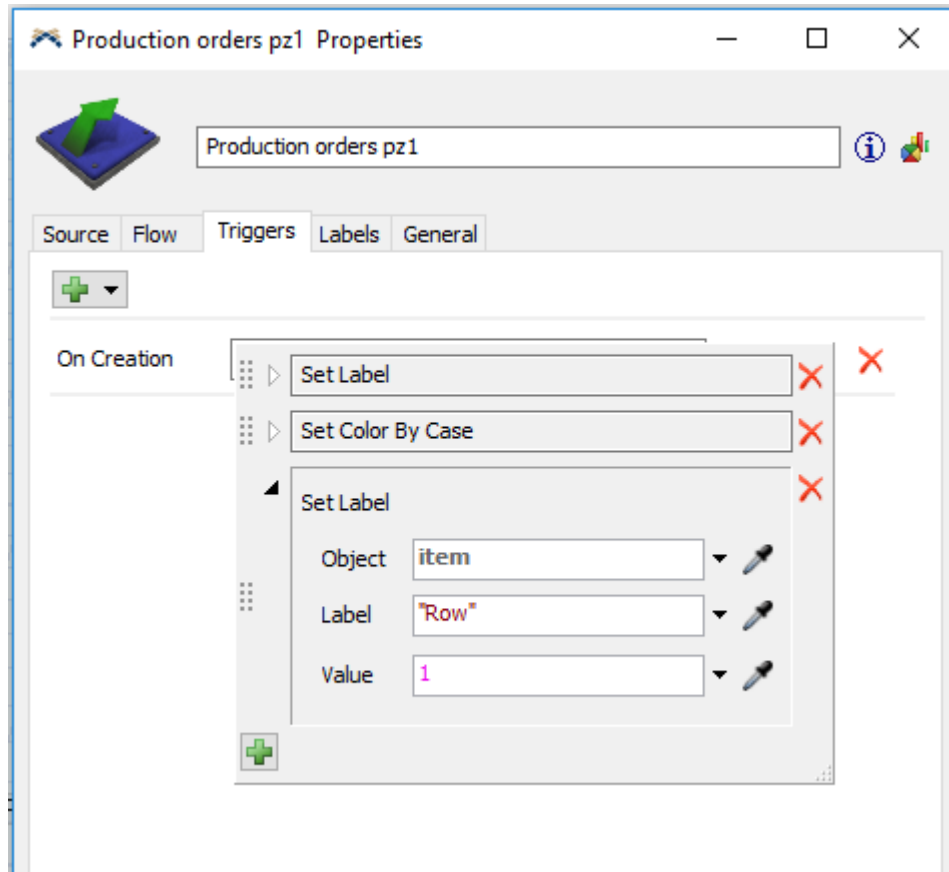 Production orders pz1 Properties
Production orders pz1
Source Flow Triggers Labels General
On Creation
Set Label
Set Color By Case
Set Label
Object item
Label "Row"
Value 1